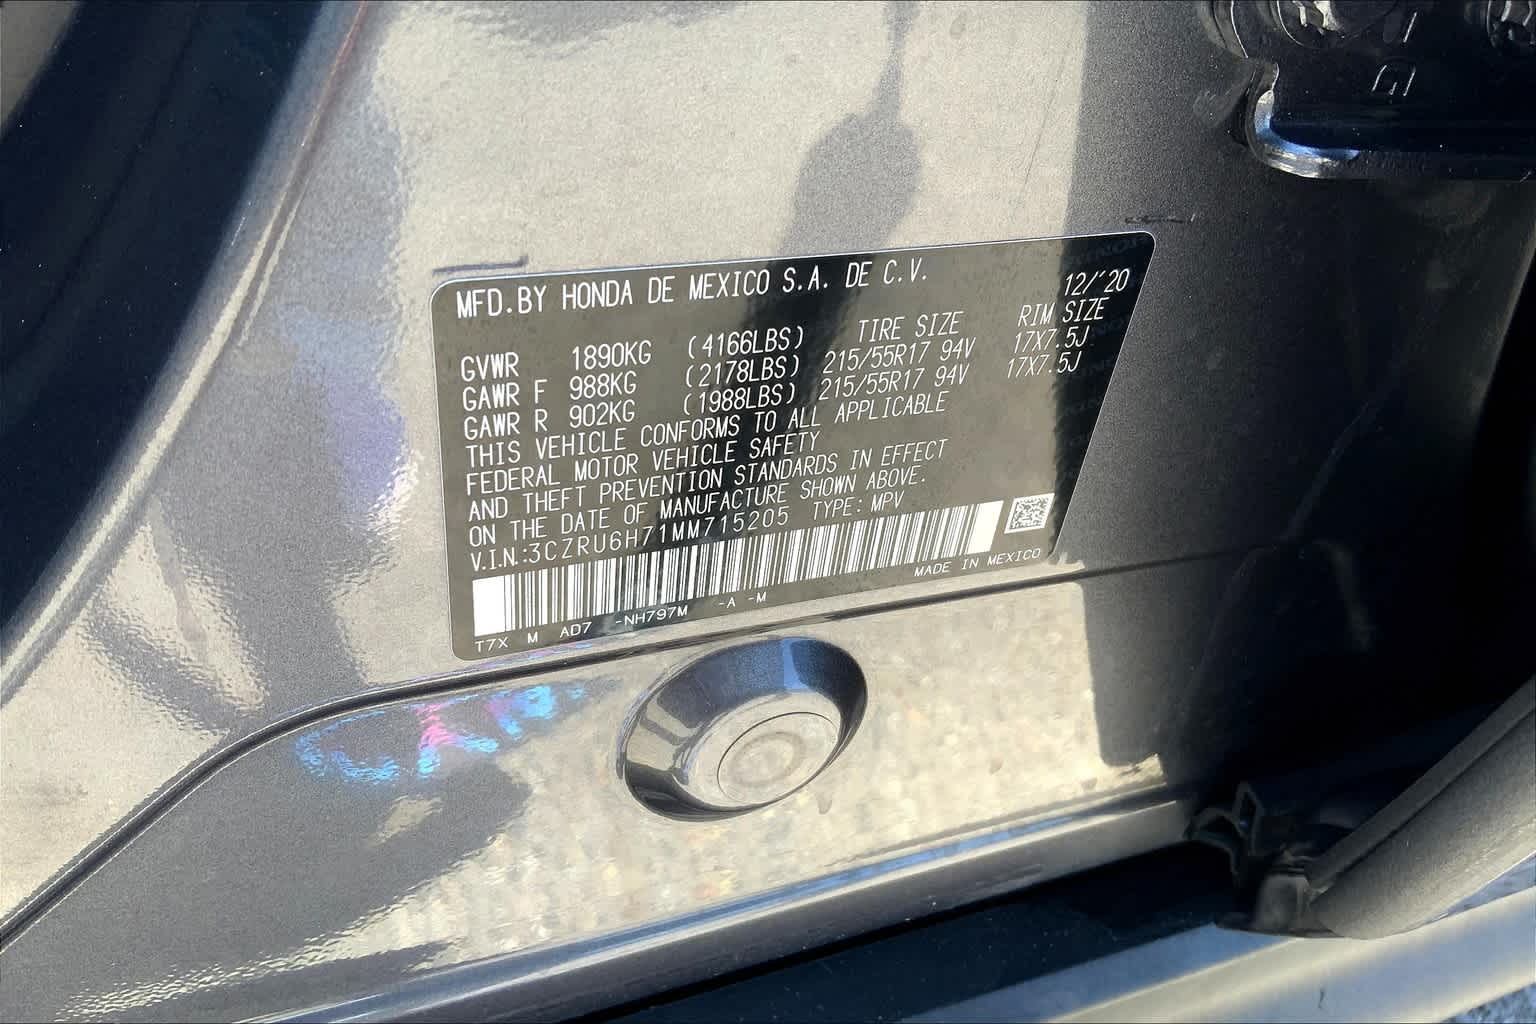 MFD.BY HONDA DE MEXICO S.A. DE C.V. 12/'20
TIRE SIZE RIM SIZE
GVWR 1890KG (4166LBS)
GAWR F 988KG (2178LBS) 215/55R17 94V 17X7.5J
GAWR R 902KG (1988LBS) 215/55R17 94V 17X7.5J
THIS VEHICLE CONFORMS TO ALL APPLICABLE
FEDERAL MOTOR VEHICLE SAFETY
AND THEFT PREVENTION STANDARDS IN EFFECT
ON THE DATE OF MANUFACTURE SHOWN ABOVE.
V.I.N.:3CZRU6H71MM715205 TYPE: MPV
MADE IN MEXICO
T7X M AD7 -NH797M -A -M